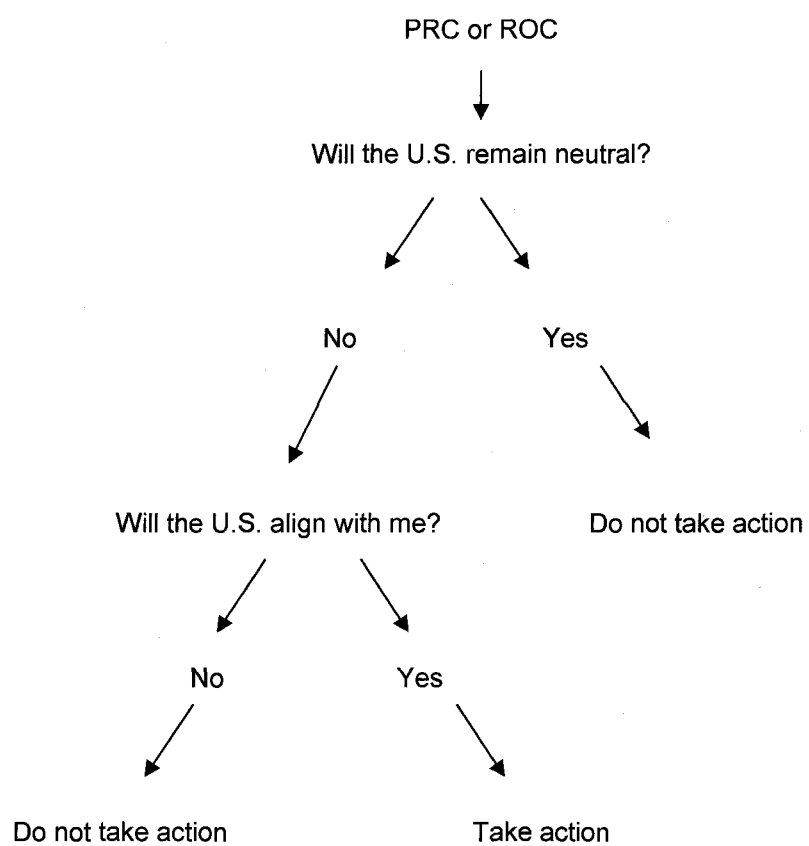 PRC or ROC
Will the U.S. remain neutral?
No
Yes
Will the U.S. align with me?
Do not take action
No
Yes
Do not take action
Take action